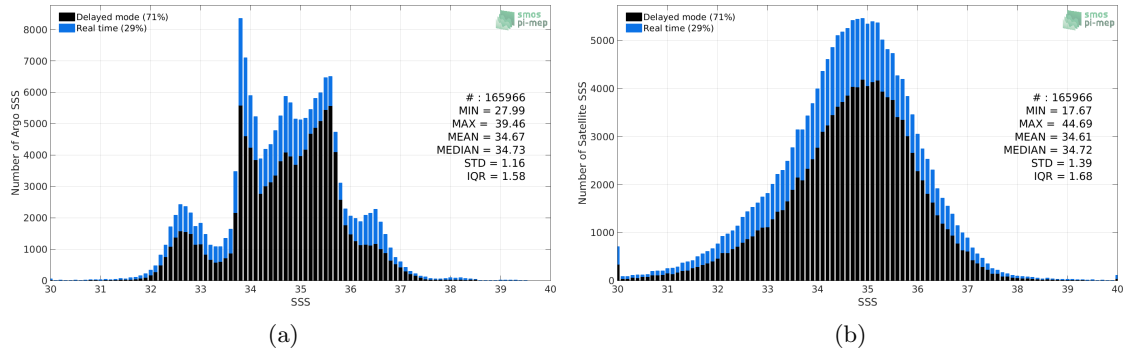 Delayed mode (71%)
Real time (29%)
smos
pi-mep
Number of Argo SSS
8000
7000
6000
5000
4000
3000
2000
1000
0
# : 165966
MIN = 27.99
MAX = 39.46
MEAN = 34.67
MEDIAN = 34.73
STD = 1.16
IQR = 1.58
30 31 32 33 34 35 36 37 38 39 40
SSS
(a)
Delayed mode (71%)
Real time (29%)
smos
pi-mep
Number of Satellite SSS
5000
4000
3000
2000
1000
0
# : 165966
MIN = 17.67
MAX = 44.69
MEAN = 34.61
MEDIAN = 34.72
STD = 1.39
IQR = 1.68
30 31 32 33 34 35 36 37 38 39 40
SSS
(b)